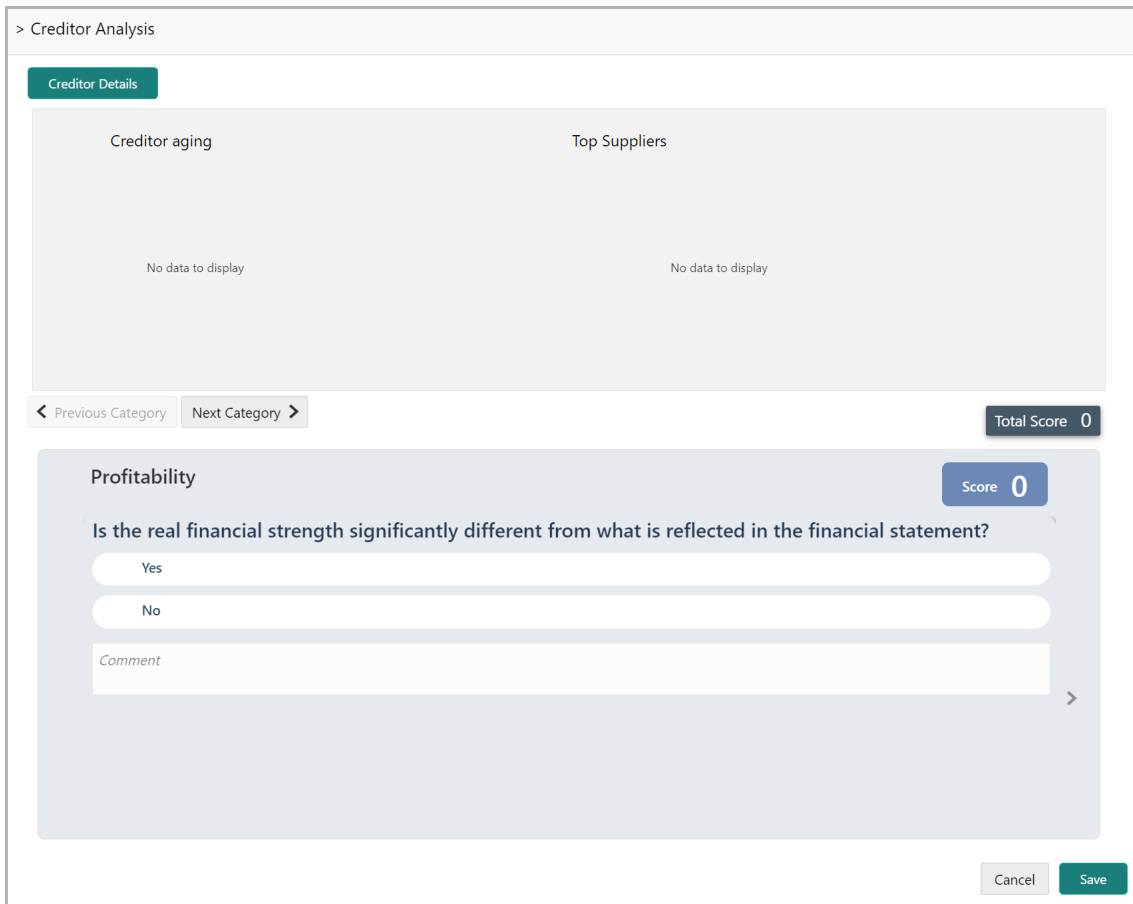 > Creditor Analysis
Creditor Details
Creditor aging Top Suppliers
No data to display No data to display
Previous Category Next Category
Total Score 0
Profitability
Score 0
Is the real financial strength significantly different from what is reflected in the financial statement?
Yes
No
Comment
Cancel Save